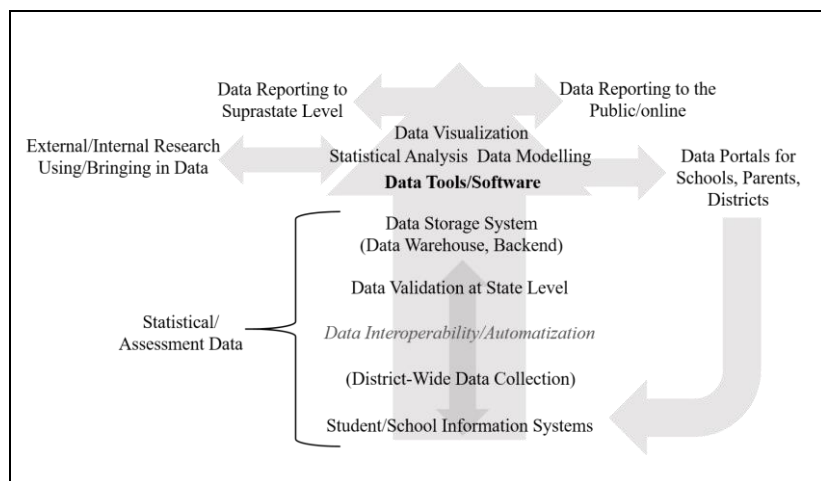 Data Reporting to
Suprastate Level
Data Reporting to the
Public/online
External/Internal Research
Using/Bringing in Data
Data Visualization
Statistical Analysis Data Modelling
Data Tools/Software
Data Portals for
Schools, Parents,
Districts
Data Storage System
(Data Warehouse, Backend)
Data Validation at State Level
Statistical/
Assessment Data
Data Interoperability/Automatization
(District-Wide Data Collection)
Student/School Information Systems